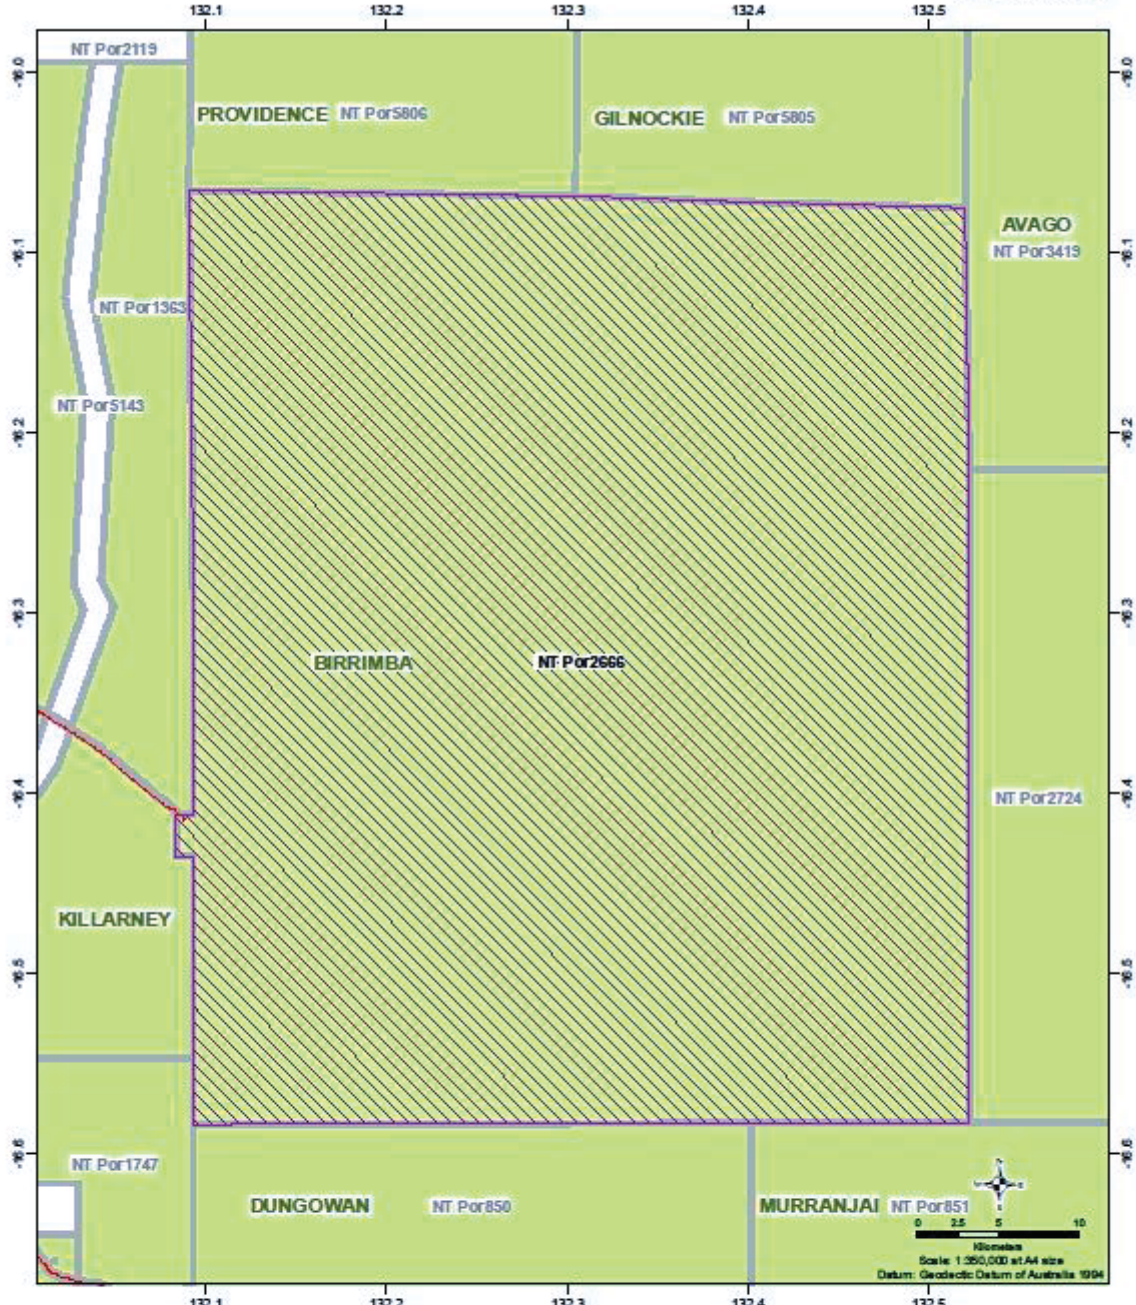 132.1 132.2 132.3 132.4 132.5
NT Por2119
-16.0 -16.0
PROVIDENCE NT Por5806 GILNOCKIE NT Por5805
AVAGO
-16.1 NT Por3419 -16.1
NT Por1363
NT Por5143
-16.2 -16.2
-16.3 -16.3
BIRRIMBA NT Por2666
-16.4 NT Por2724 -16.4
KILLARNEY
-16.5 -16.5
-16.6 -16.6
NT Por1747
DUNGOWAN NT Por850 MURRANJAI NT Por851
0 2.5 5 10
Kilometers
Scale 1:350,000 at A4 size
Datum: Geodectic Datum of Australia 1994
132.1 132.2 132.3 132.4 132.5